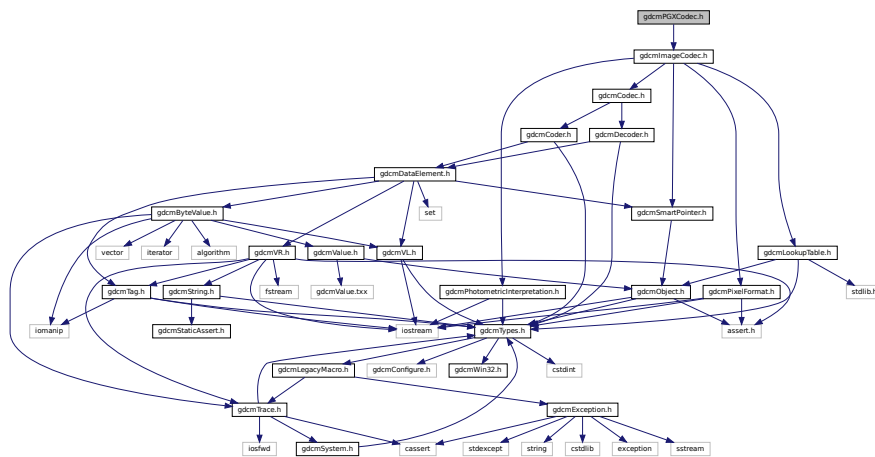 gdcmPGXCodec.h
gdcmImageCodec.h
gdcmCodec.h
gdcmCoder.h gdcmDecoder.h
gdcmDataElement.h
gdcmByteValue.h set gdcmSmartPointer.h
vector iterator algorithm gdcmVR.h gdcmValue.h gdcmVL.h gdcmLookupTable.h
gdcmTag.h gdcmString.h fstream gdcmValue.txx gdcmPhotometricInterpretation.h gdcmObject.h gdcmPixelFormat.h stdlib.h
iomanip gdcmStaticAssert.h iostream gdcmTypes.h assert.h
gdcmLegacyMacro.h gdcmConfigure.h gdcmWin32.h cstdint
gdcmTrace.h gdcmException.h
iosfwd gdcmSystem.h cassert stdexcept string cstdlib exception sstream